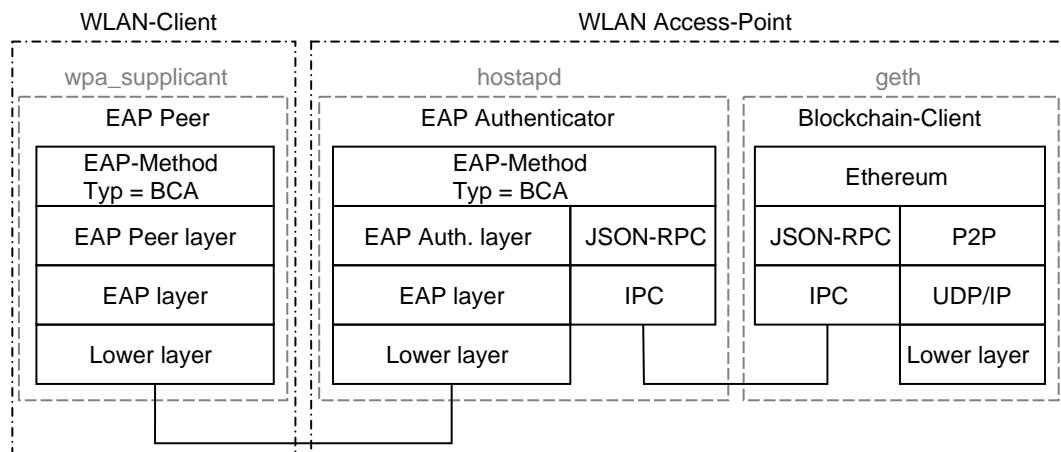 WLAN-Client
WLAN Access-Point
wpa_supplicant
hostapd
geth
EAP Peer
EAP Authenticator
Blockchain-Client
EAP-Method
Typ = BCA
EAP-Method
Typ = BCA
Ethereum
EAP Peer layer
EAP Auth. layer
JSON-RPC
JSON-RPC
P2P
EAP layer
EAP layer
IPC
IPC
UDP/IP
Lower layer
Lower layer
Lower layer